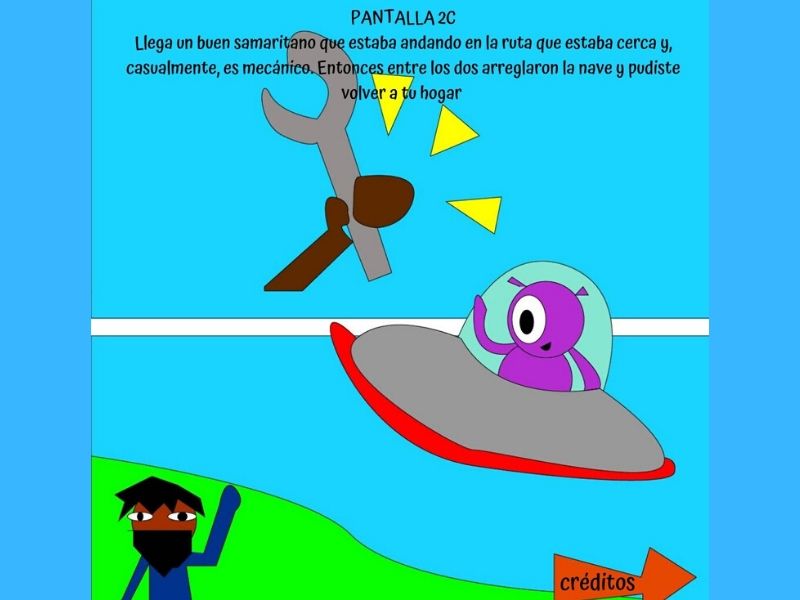 PANTALLA 2C
Llega un buen samaritano que estaba andando en la ruta que estaba cerca y,
casualmente, es mecánico. Entonces entre los dos arreglaron la nave y pudiste
volver a tu hogar
créditos